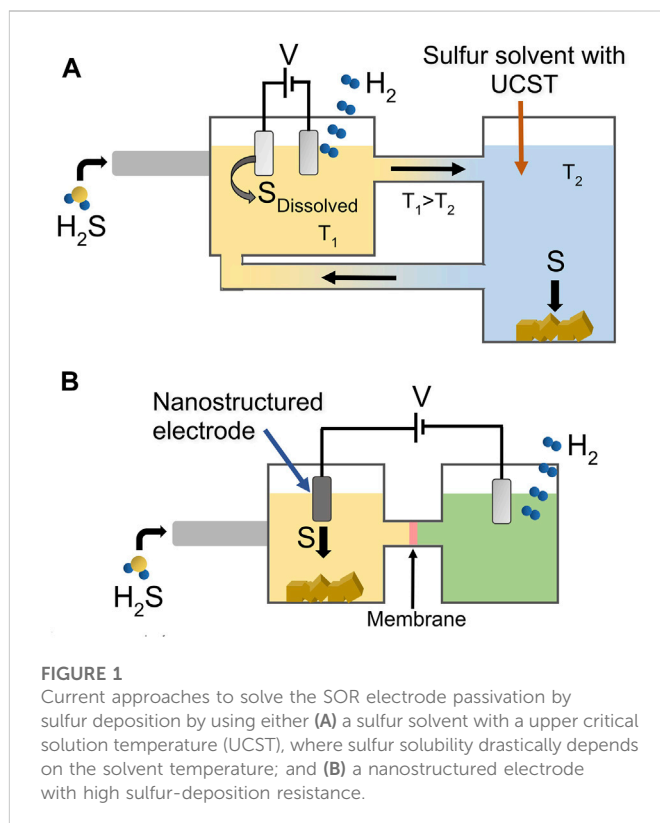 A
V
H₂
Sulfur solvent with
UCST
H₂S
S Dissolved
T₁
T₁>T₂
T₂
S
B
Nanostructured
electrode
V
H₂
S
H₂S
Membrane
FIGURE 1
Current approaches to solve the SOR electrode passivation by
sulfur deposition by using either (A) a sulfur solvent with a upper critical
solution temperature (UCST), where sulfur solubility drastically depends
on the solvent temperature; and (B) a nanostructured electrode
with high sulfur-deposition resistance.